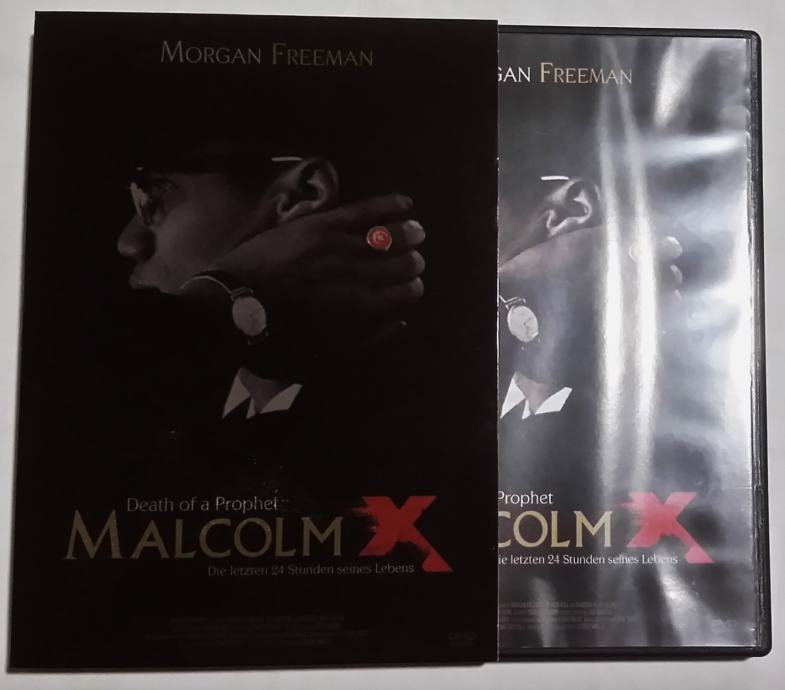 MORGAN FREEMAN
Death of a Prophet
MALCOLM X
Die letzten 24 Stunden seines Lebens
GAN FREEMAN
Prophet
COLM X
ie letzten 24 Stunden seines Lebens